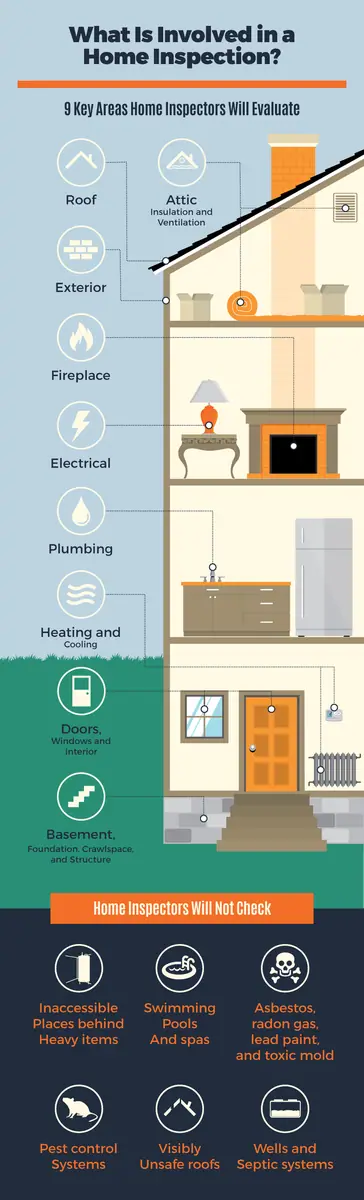 What Is Involved in a
Home Inspection?
9 Key Areas Home Inspectors Will Evaluate
Roof
Attic
Insulation and
Ventilation
Exterior
Fireplace
Electrical
Plumbing
Heating and
Cooling
Doors,
Windows and
Interior
Basement,
Foundation, Crawlspace,
and Structure
Home Inspectors Will Not Check
Inaccessible
Places behind
Heavy items
Swimming
Pools
And spas
Asbestos,
radon gas,
lead paint,
and toxic mold
Pest control
Systems
Visibly
Unsafe roofs
Wells and
Septic systems